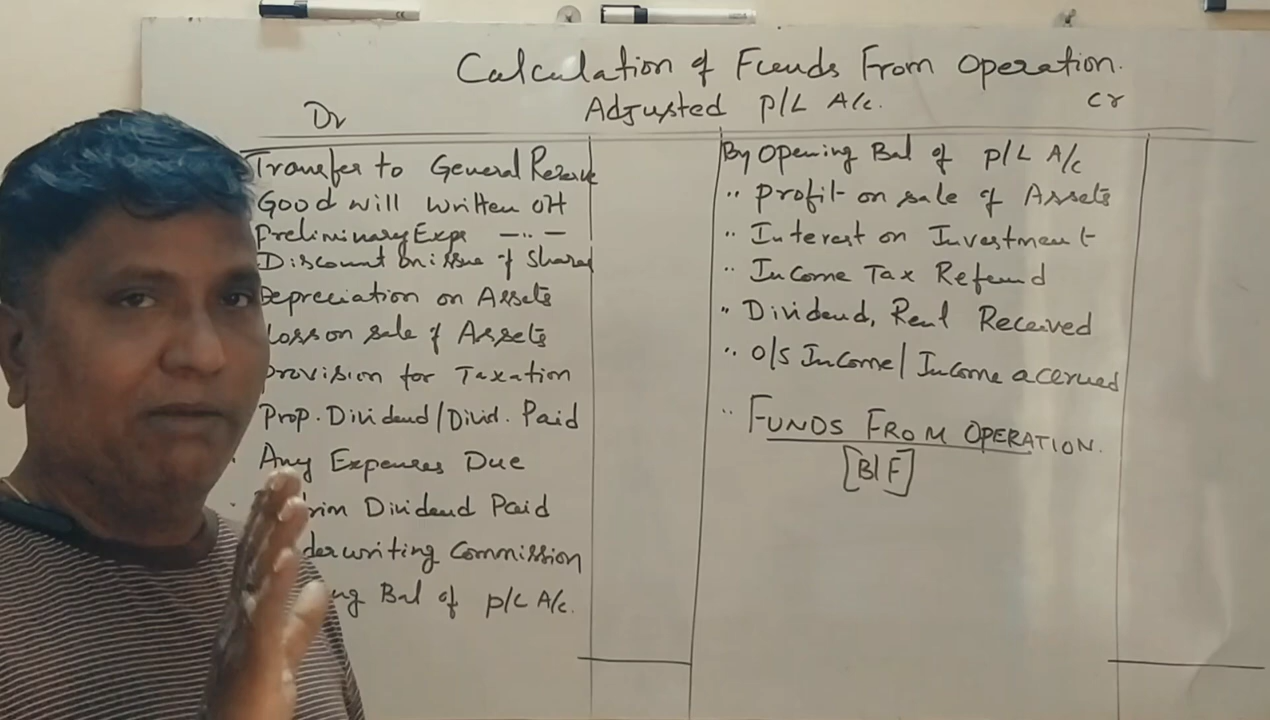 Calculation of Funds From Operation.
Dr Adjusted P/L A/c. Cr
Transfer to General Reserve
Good will written off
Preliminary Exps —〃—
Discount on issue of Shares
Depreciation on Assets
Loss on sale of Assets
Provision for Taxation
Prop. Dividend/Divid. Paid
Any Expenses Due
rim Dividend Paid
derwriting Commission
ng Bal of P/L A/c.
By Opening Bal of P/L A/c
〃 Profit on sale of Assets
〃 Interest on Investment
〃 Income Tax Refund
〃 Dividend, Rent Received
〃 O/S Income/Income accrued
〃 FUNDS FROM OPERATION.
[B/F]